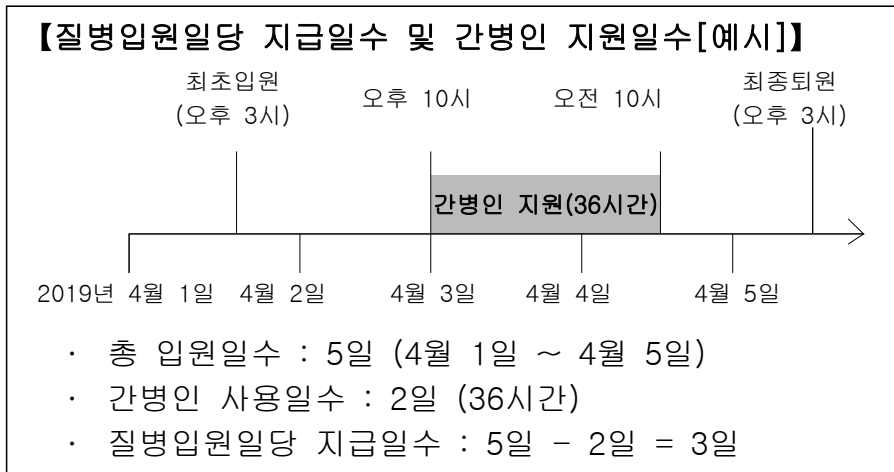 【질병입원일당 지급일수 및 간병인 지원일수[예시]】
최초입원 (오후 3시)
오후 10시
오전 10시
최종퇴원 (오후 3시)
간병인 지원(36시간)
2019년 4월 1일 4월 2일 4월 3일 4월 4일 4월 5일
· 총 입원일수 : 5일 (4월 1일 ~ 4월 5일)
· 간병인 사용일수 : 2일 (36시간)
· 질병입원일당 지급일수 : 5일 - 2일 = 3일